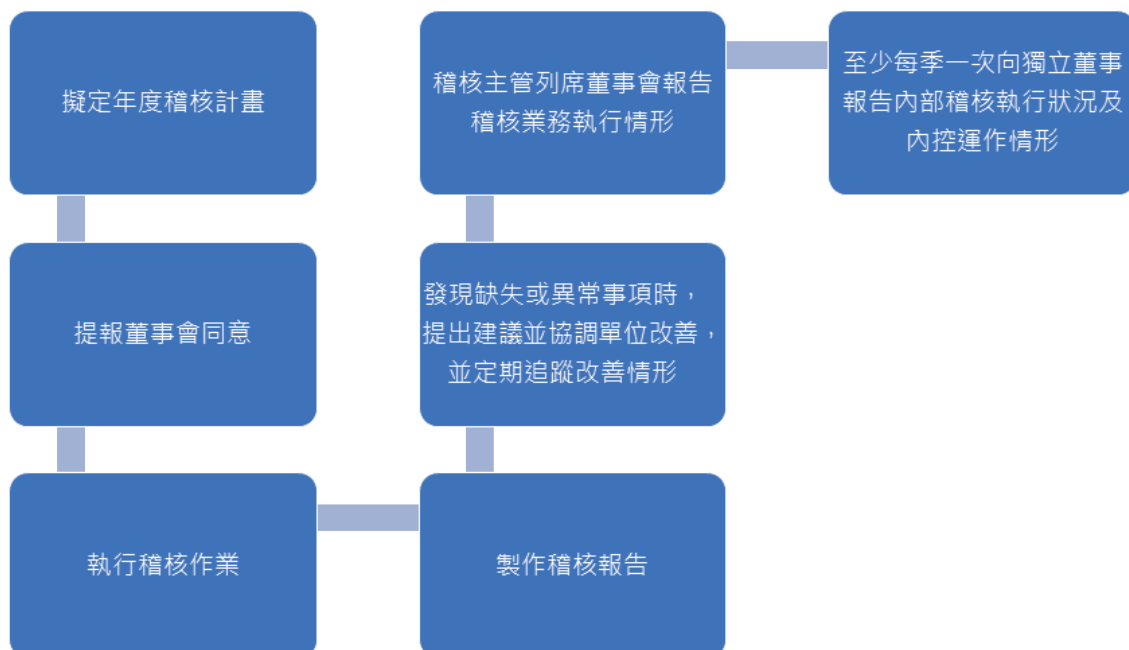 擬定年度稽核計畫
提報董事會同意
執行稽核作業
製作稽核報告
發現缺失或異常事項時，
提出建議並協調單位改善，
並定期追蹤改善情形
稽核主管列席董事會報告
稽核業務執行情形
至少每季一次向獨立董事
報告內部稽核執行狀況及
內控運作情形